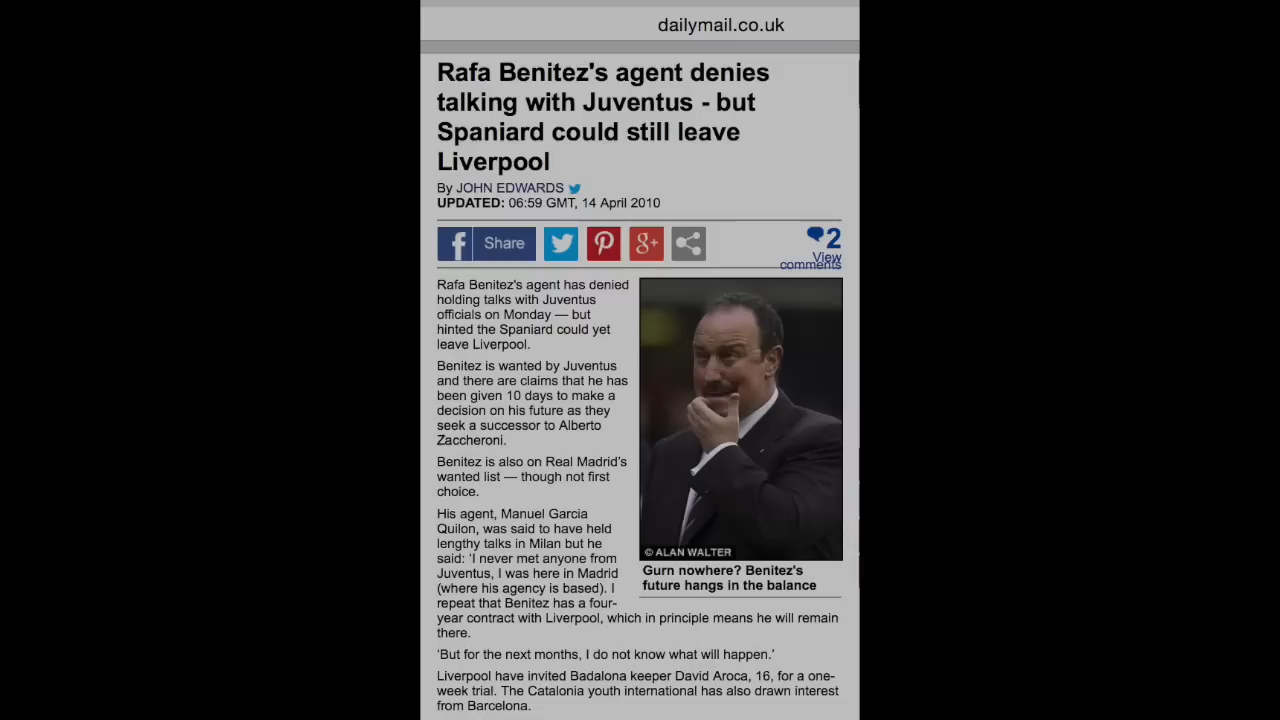 dailymail.co.uk
Rafa Benitez's agent denies
talking with Juventus - but
Spaniard could still leave
Liverpool
By JOHN EDWARDS
UPDATED: 06:59 GMT, 14 April 2010
f Share
g+
2
View
comments
Rafa Benitez's agent has denied
holding talks with Juventus
officials on Monday — but
hinted the Spaniard could yet
leave Liverpool.
Benitez is wanted by Juventus
and there are claims that he has
been given 10 days to make a
decision on his future as they
seek a successor to Alberto
Zaccheroni.
Benitez is also on Real Madrid's
wanted list — though not first
choice.
His agent, Manuel Garcia
Quilon, was said to have held
lengthy talks in Milan but he
said: 'I never met anyone from
Juventus, I was here in Madrid
(where his agency is based). I
repeat that Benitez has a four-
year contract with Liverpool, which in principle means he will remain
there.
'But for the next months, I do not know what will happen.'
Liverpool have invited Badalona keeper David Aroca, 16, for a one-
week trial. The Catalonia youth international has also drawn interest
from Barcelona.
© ALAN WALTER
Gurn nowhere? Benitez's
future hangs in the balance